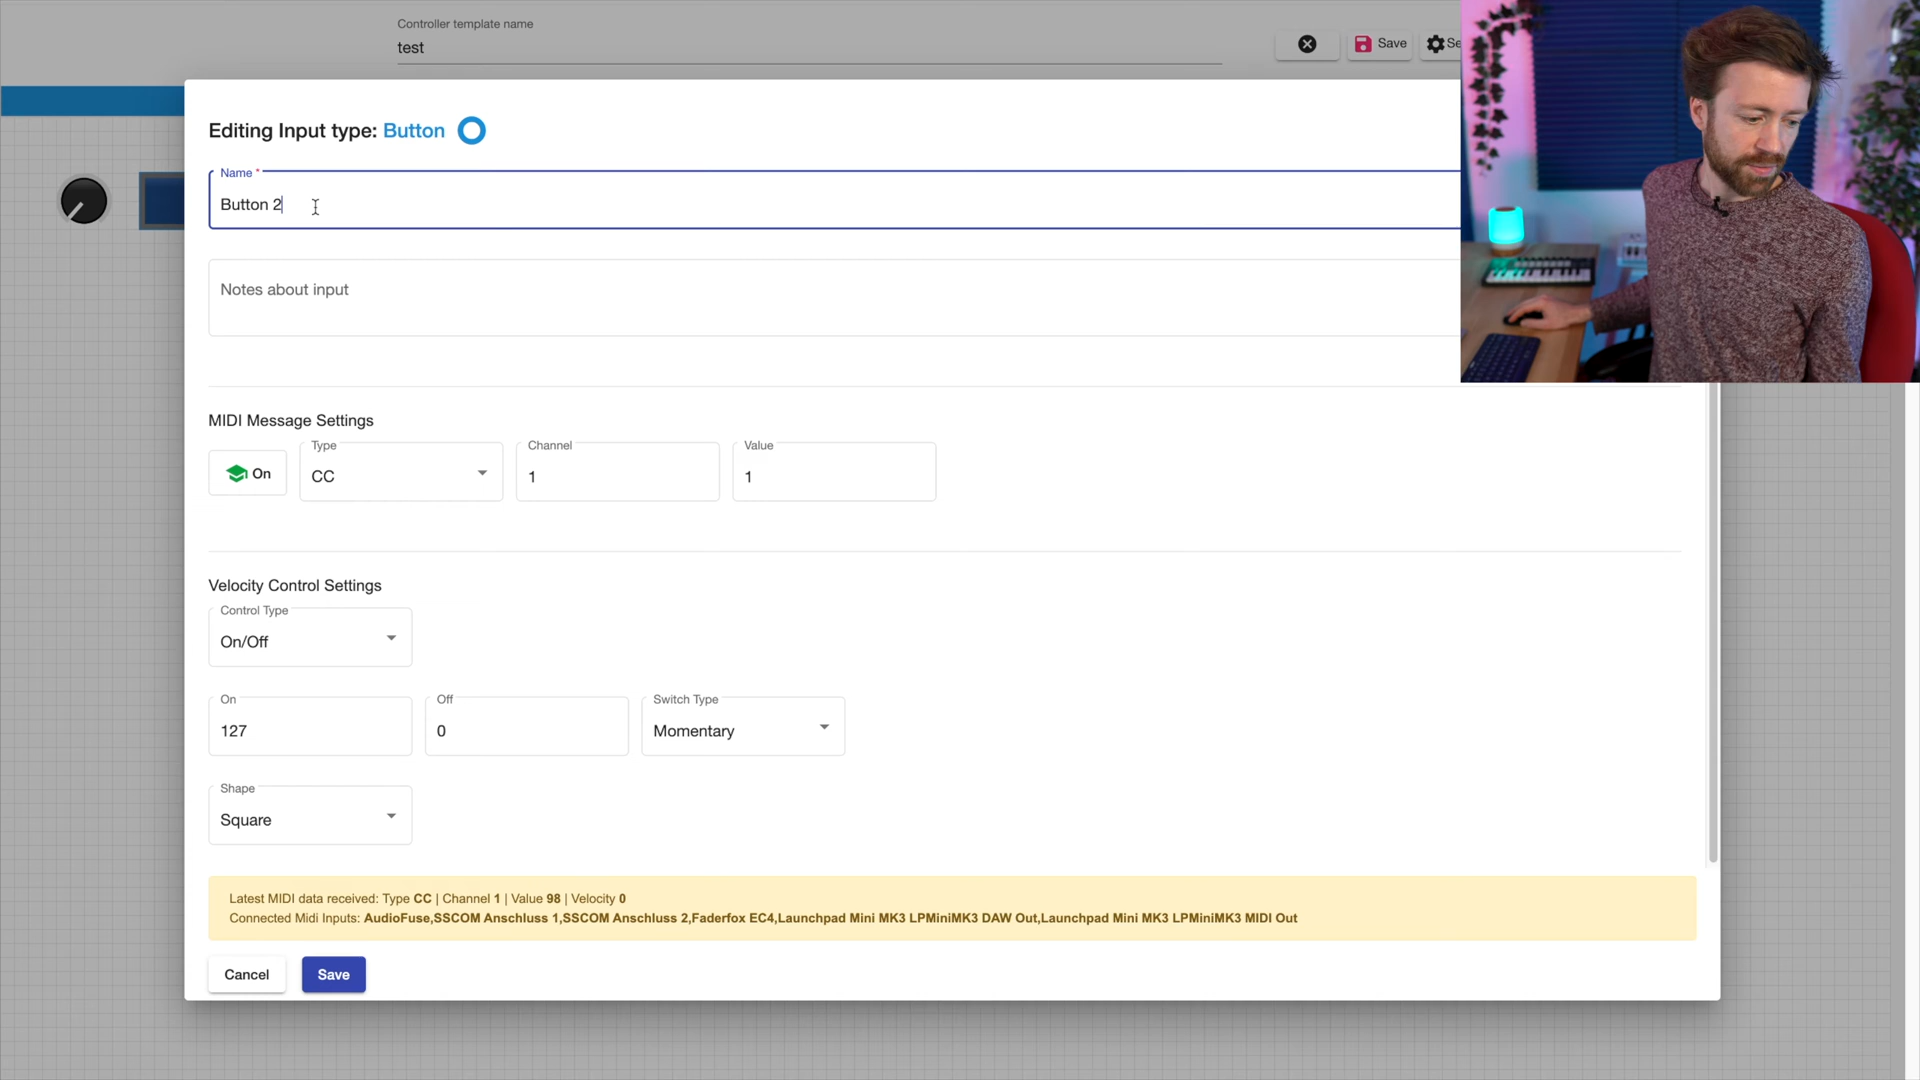 Controller template name
test
Save
Se
Editing Input type: Button
Name *
Button 2
Notes about input
MIDI Message Settings
On
Type
CC
Channel
1
Value
1
Velocity Control Settings
Control Type
On/Off
On
127
Off
0
Switch Type
Momentary
Shape
Square
Latest MIDI data received: Type CC | Channel 1 | Value 98 | Velocity 0
Connected Midi Inputs: AudioFuse,SSCOM Anschluss 1,SSCOM Anschluss 2,Faderfox EC4,Launchpad Mini MK3 LPMiniMK3 DAW Out,Launchpad Mini MK3 LPMiniMK3 MIDI Out
Cancel
Save